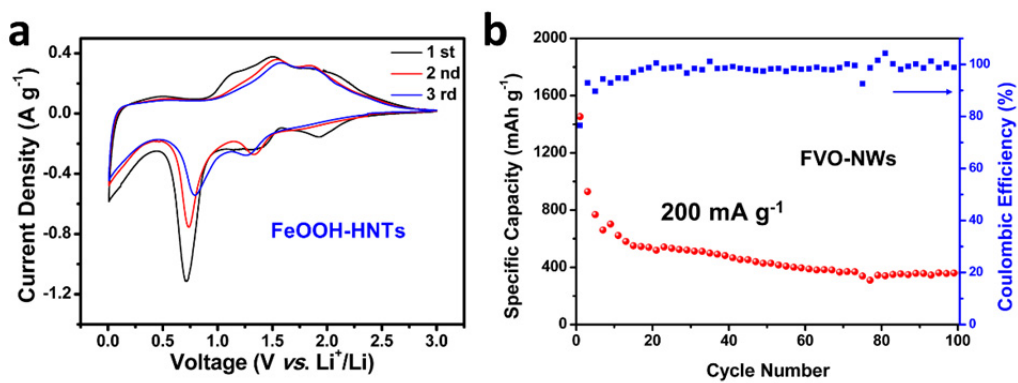 a
0.4
0.0
-0.4
-0.8
-1.2
Current Density (A g⁻¹)
1 st
2 nd
3 rd
FeOOH-HNTs
0.0 0.5 1.0 1.5 2.0 2.5 3.0
Voltage (V vs. Li⁺/Li)
b
2000
1600
1200
800
400
0
Specific Capacity (mAh g⁻¹)
FVO-NWs
200 mA g⁻¹
100
80
60
40
20
0
Coulombic Efficiency (%)
0 20 40 60 80 100
Cycle Number